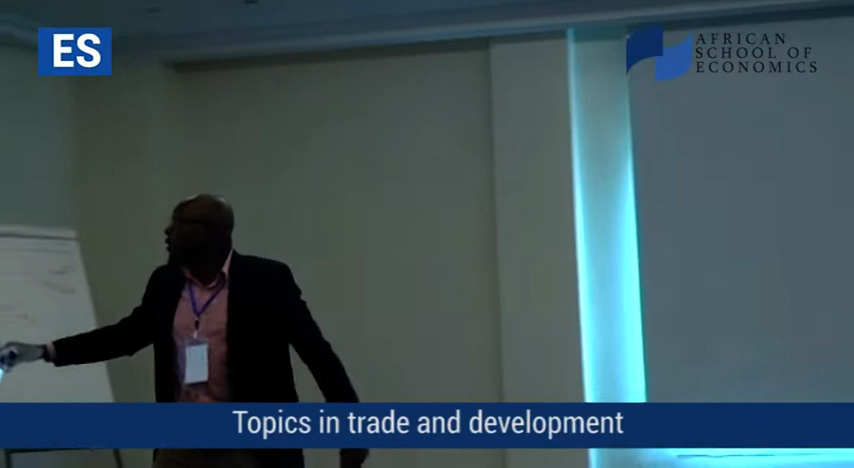 ES
AFRICAN
SCHOOL OF
ECONOMICS
Topics in trade and development